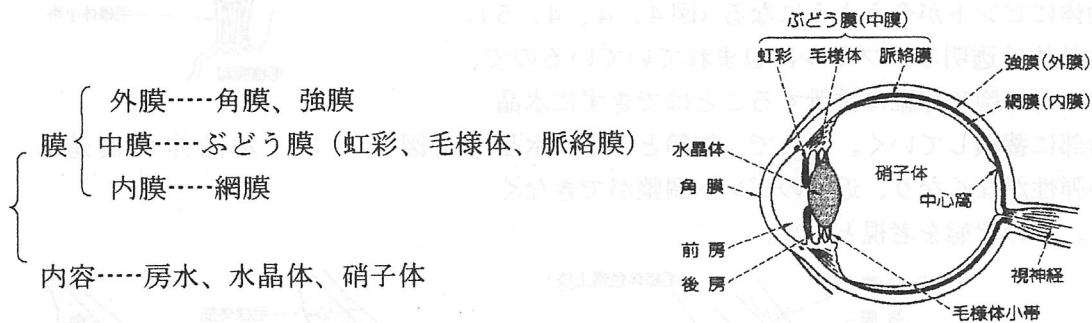 外膜……角膜、強膜
膜
中膜……ぶどう膜（虹彩、毛様体、脈絡膜）
内膜……網膜
内容……房水、水晶体、硝子体
ぶどう膜(中膜)
虹彩 毛様体 脈絡膜
強膜(外膜)
網膜(内膜)
水晶体
角膜
硝子体
中心窩
前房
後房
視神経
毛様体小帯